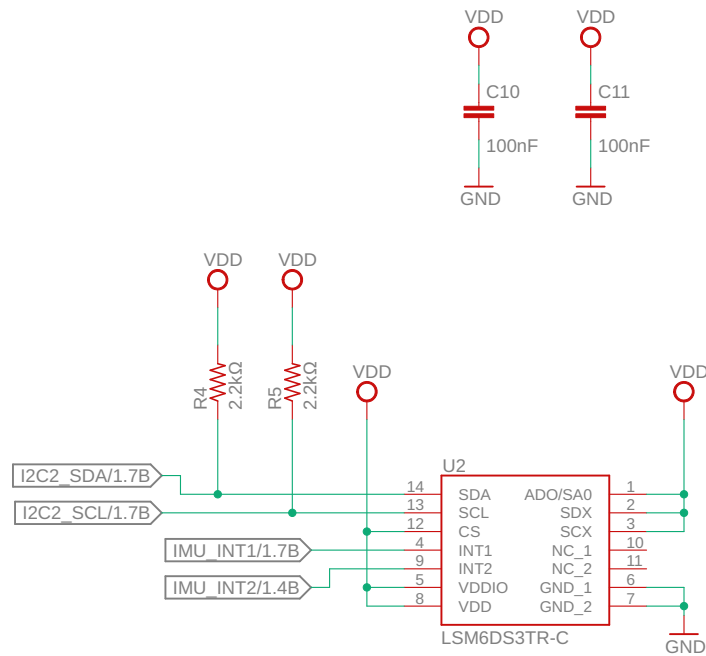 VDD VDD
C10 C11
100nF 100nF
GND GND
VDD VDD
R4 2.2kΩ R5 2.2kΩ
VDD VDD
I2C2_SDA/1.7B
I2C2_SCL/1.7B
IMU_INT1/1.7B
IMU_INT2/1.4B
U2
14 SDA ADO/SA0 1
13 SCL SDX 2
12 CS SCX 3
4 INT1 NC_1 10
9 INT2 NC_2 11
5 VDDIO GND_1 6
8 VDD GND_2 7
LSM6DS3TR-C
GND